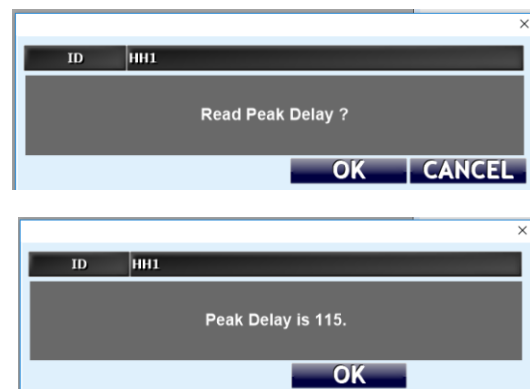 ×
ID HH1
Read Peak Delay ?
OK CANCEL
×
ID HH1
Peak Delay is 115.
OK